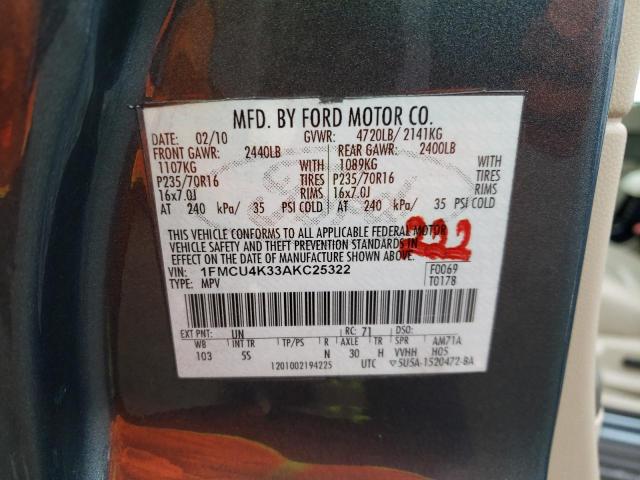 MFD. BY FORD MOTOR CO.
DATE: 02/10 GVWR: 4720LB/ 2141KG
FRONT GAWR: 2440LB REAR GAWR: 2400LB
1107KG WITH 1089KG WITH
P235/70R16 TIRES P235/70R16 TIRES
16x7.0J RIMS 16x7.0J RIMS
AT 240 kPa/ 35 PSI COLD AT 240 kPa/ 35 PSI COLD
THIS VEHICLE CONFORMS TO ALL APPLICABLE FEDERAL MOTOR
VEHICLE SAFETY AND THEFT PREVENTION STANDARDS IN
EFFECT ON THE DATE OF MANUFACTURE SHOWN ABOVE.
222
VIN: 1FMCU4K33AKC25322 F0069
TYPE: MPV T0178
EXT PNT: UN RC: 71 DSO:
WB INT TR TP/PS R AXLE TR SPR AM71A
103 5S N 30 H VVHH H05
1201002194225 UTC 5U5A-1520472-BA